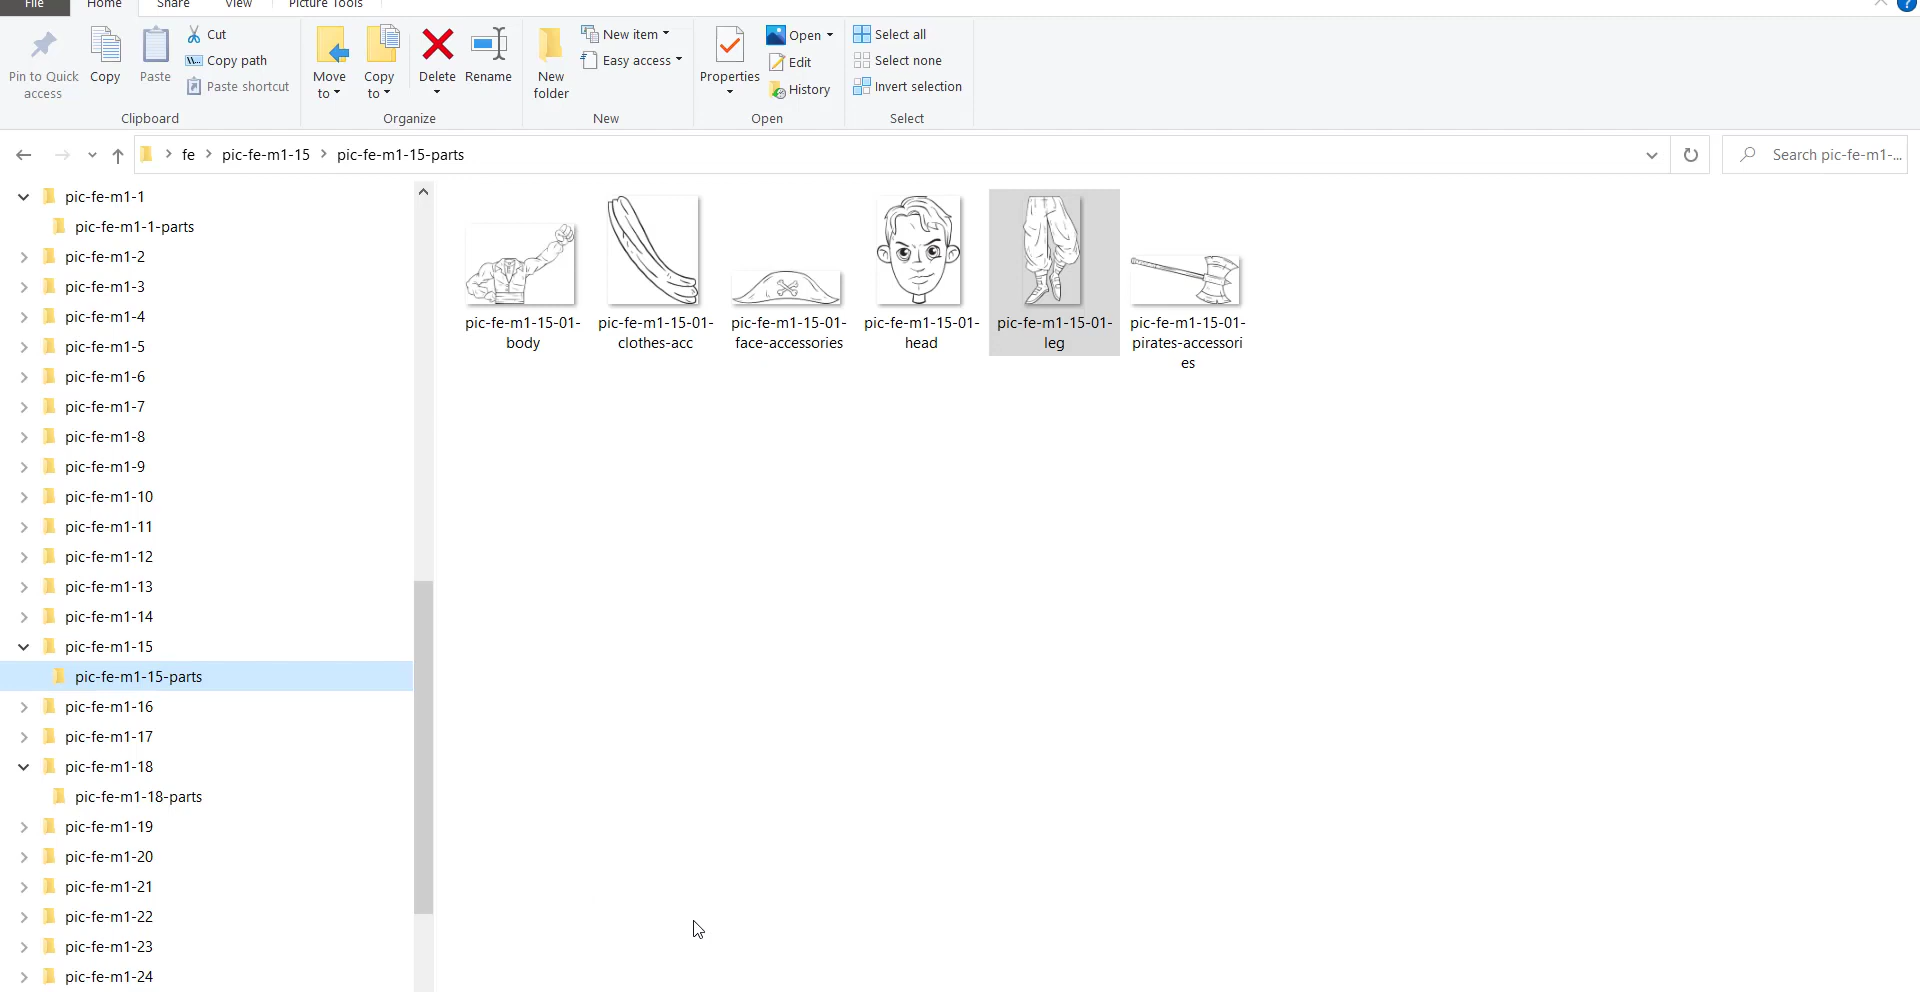 File Home Share View Picture Tools
Pin to Quick access
Copy
Paste
Cut
Copy path
Paste shortcut
Clipboard
Move to
Copy to
Delete
Rename
Organize
New folder
New item
Easy access
New
Properties
Open
Edit
History
Open
Select all
Select none
Invert selection
Select
fe pic-fe-m1-15 pic-fe-m1-15-parts
Search pic-fe-m1-...
pic-fe-m1-1
pic-fe-m1-1-parts
pic-fe-m1-2
pic-fe-m1-3
pic-fe-m1-4
pic-fe-m1-5
pic-fe-m1-6
pic-fe-m1-7
pic-fe-m1-8
pic-fe-m1-9
pic-fe-m1-10
pic-fe-m1-11
pic-fe-m1-12
pic-fe-m1-13
pic-fe-m1-14
pic-fe-m1-15
pic-fe-m1-15-parts
pic-fe-m1-16
pic-fe-m1-17
pic-fe-m1-18
pic-fe-m1-18-parts
pic-fe-m1-19
pic-fe-m1-20
pic-fe-m1-21
pic-fe-m1-22
pic-fe-m1-23
pic-fe-m1-24
pic-fe-m1-15-01-
body
pic-fe-m1-15-01-
clothes-acc
pic-fe-m1-15-01-
face-accessories
pic-fe-m1-15-01-
head
pic-fe-m1-15-01-
leg
pic-fe-m1-15-01-
pirates-accessori
es